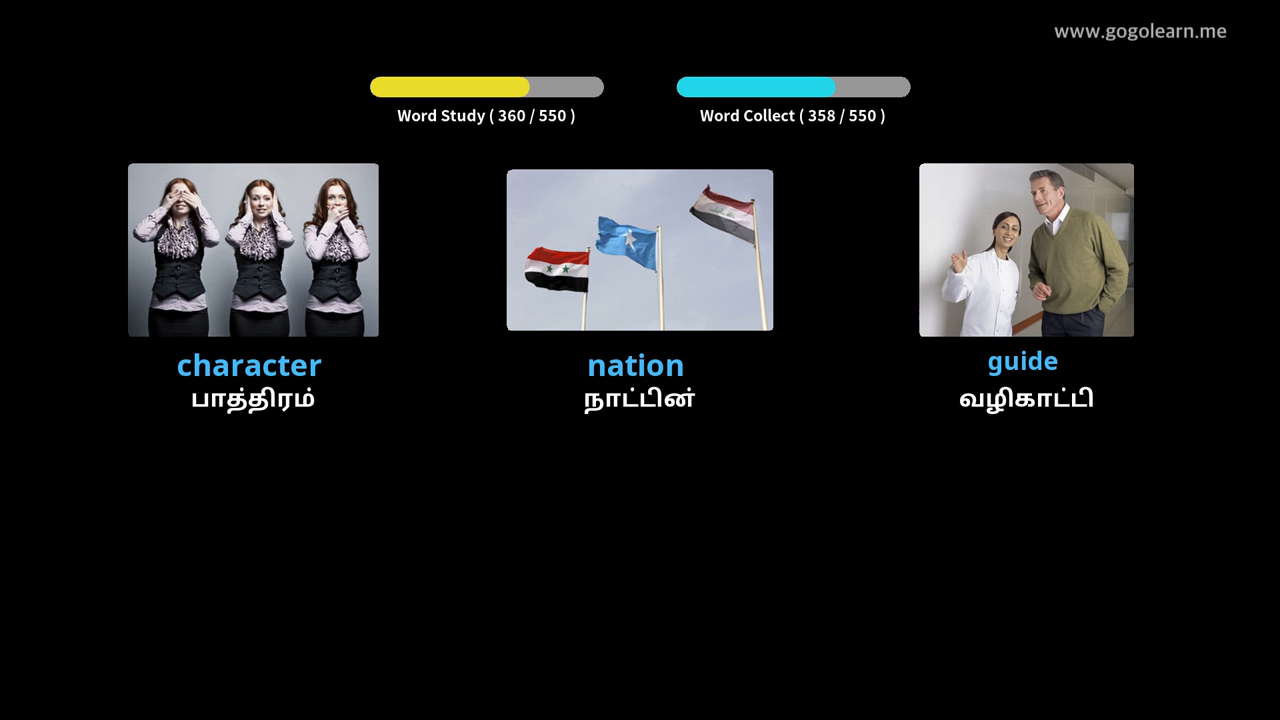 www.gogolearn.me
Word Study ( 360 / 550 )
Word Collect ( 358 / 550 )
character
பாத்திரம்
nation
நாட்டின்
guide
வழிகாட்டி